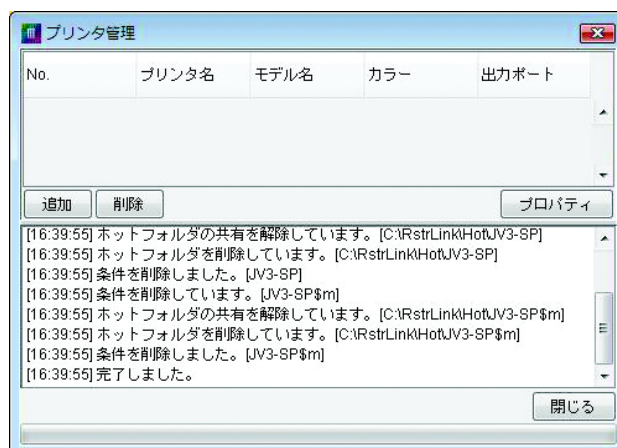 プリンタ管理
No. プリンタ名 モデル名 カラー 出力ポート
追加 削除 プロパティ
[16:39:55] ホットフォルダの共有を解除しています。[C:\RstrLink\Hot\JV3-SP]
[16:39:55] ホットフォルダを削除しています。[C:\RstrLink\Hot\JV3-SP]
[16:39:55] 条件を削除しました。[JV3-SP]
[16:39:55] 条件を削除しています。[JV3-SP$m]
[16:39:55] ホットフォルダの共有を解除しています。[C:\RstrLink\Hot\JV3-SP$m]
[16:39:55] ホットフォルダを削除しています。[C:\RstrLink\Hot\JV3-SP$m]
[16:39:55] 条件を削除しました。[JV3-SP$m]
[16:39:55] 完了しました。
閉じる